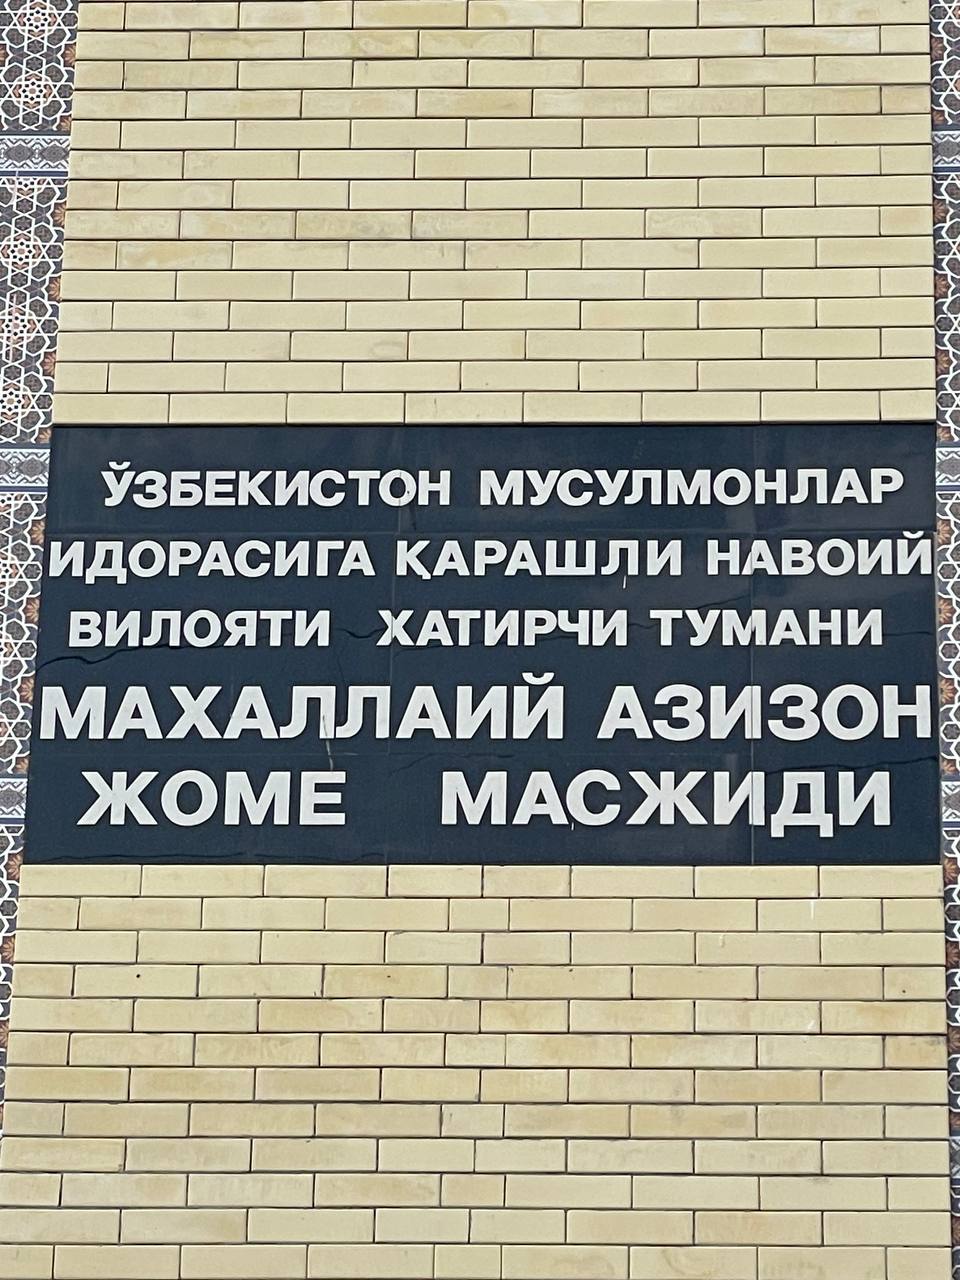 ЎЗБЕКИСТОН МУСУЛМОНЛАР
ИДОРАСИГА ҚАРАШЛИ НАВОИЙ
ВИЛОЯТИ ХАТИРЧИ ТУМАНИ
МАХАЛЛАИЙ АЗИЗОН
ЖОМЕ МАСЖИДИ